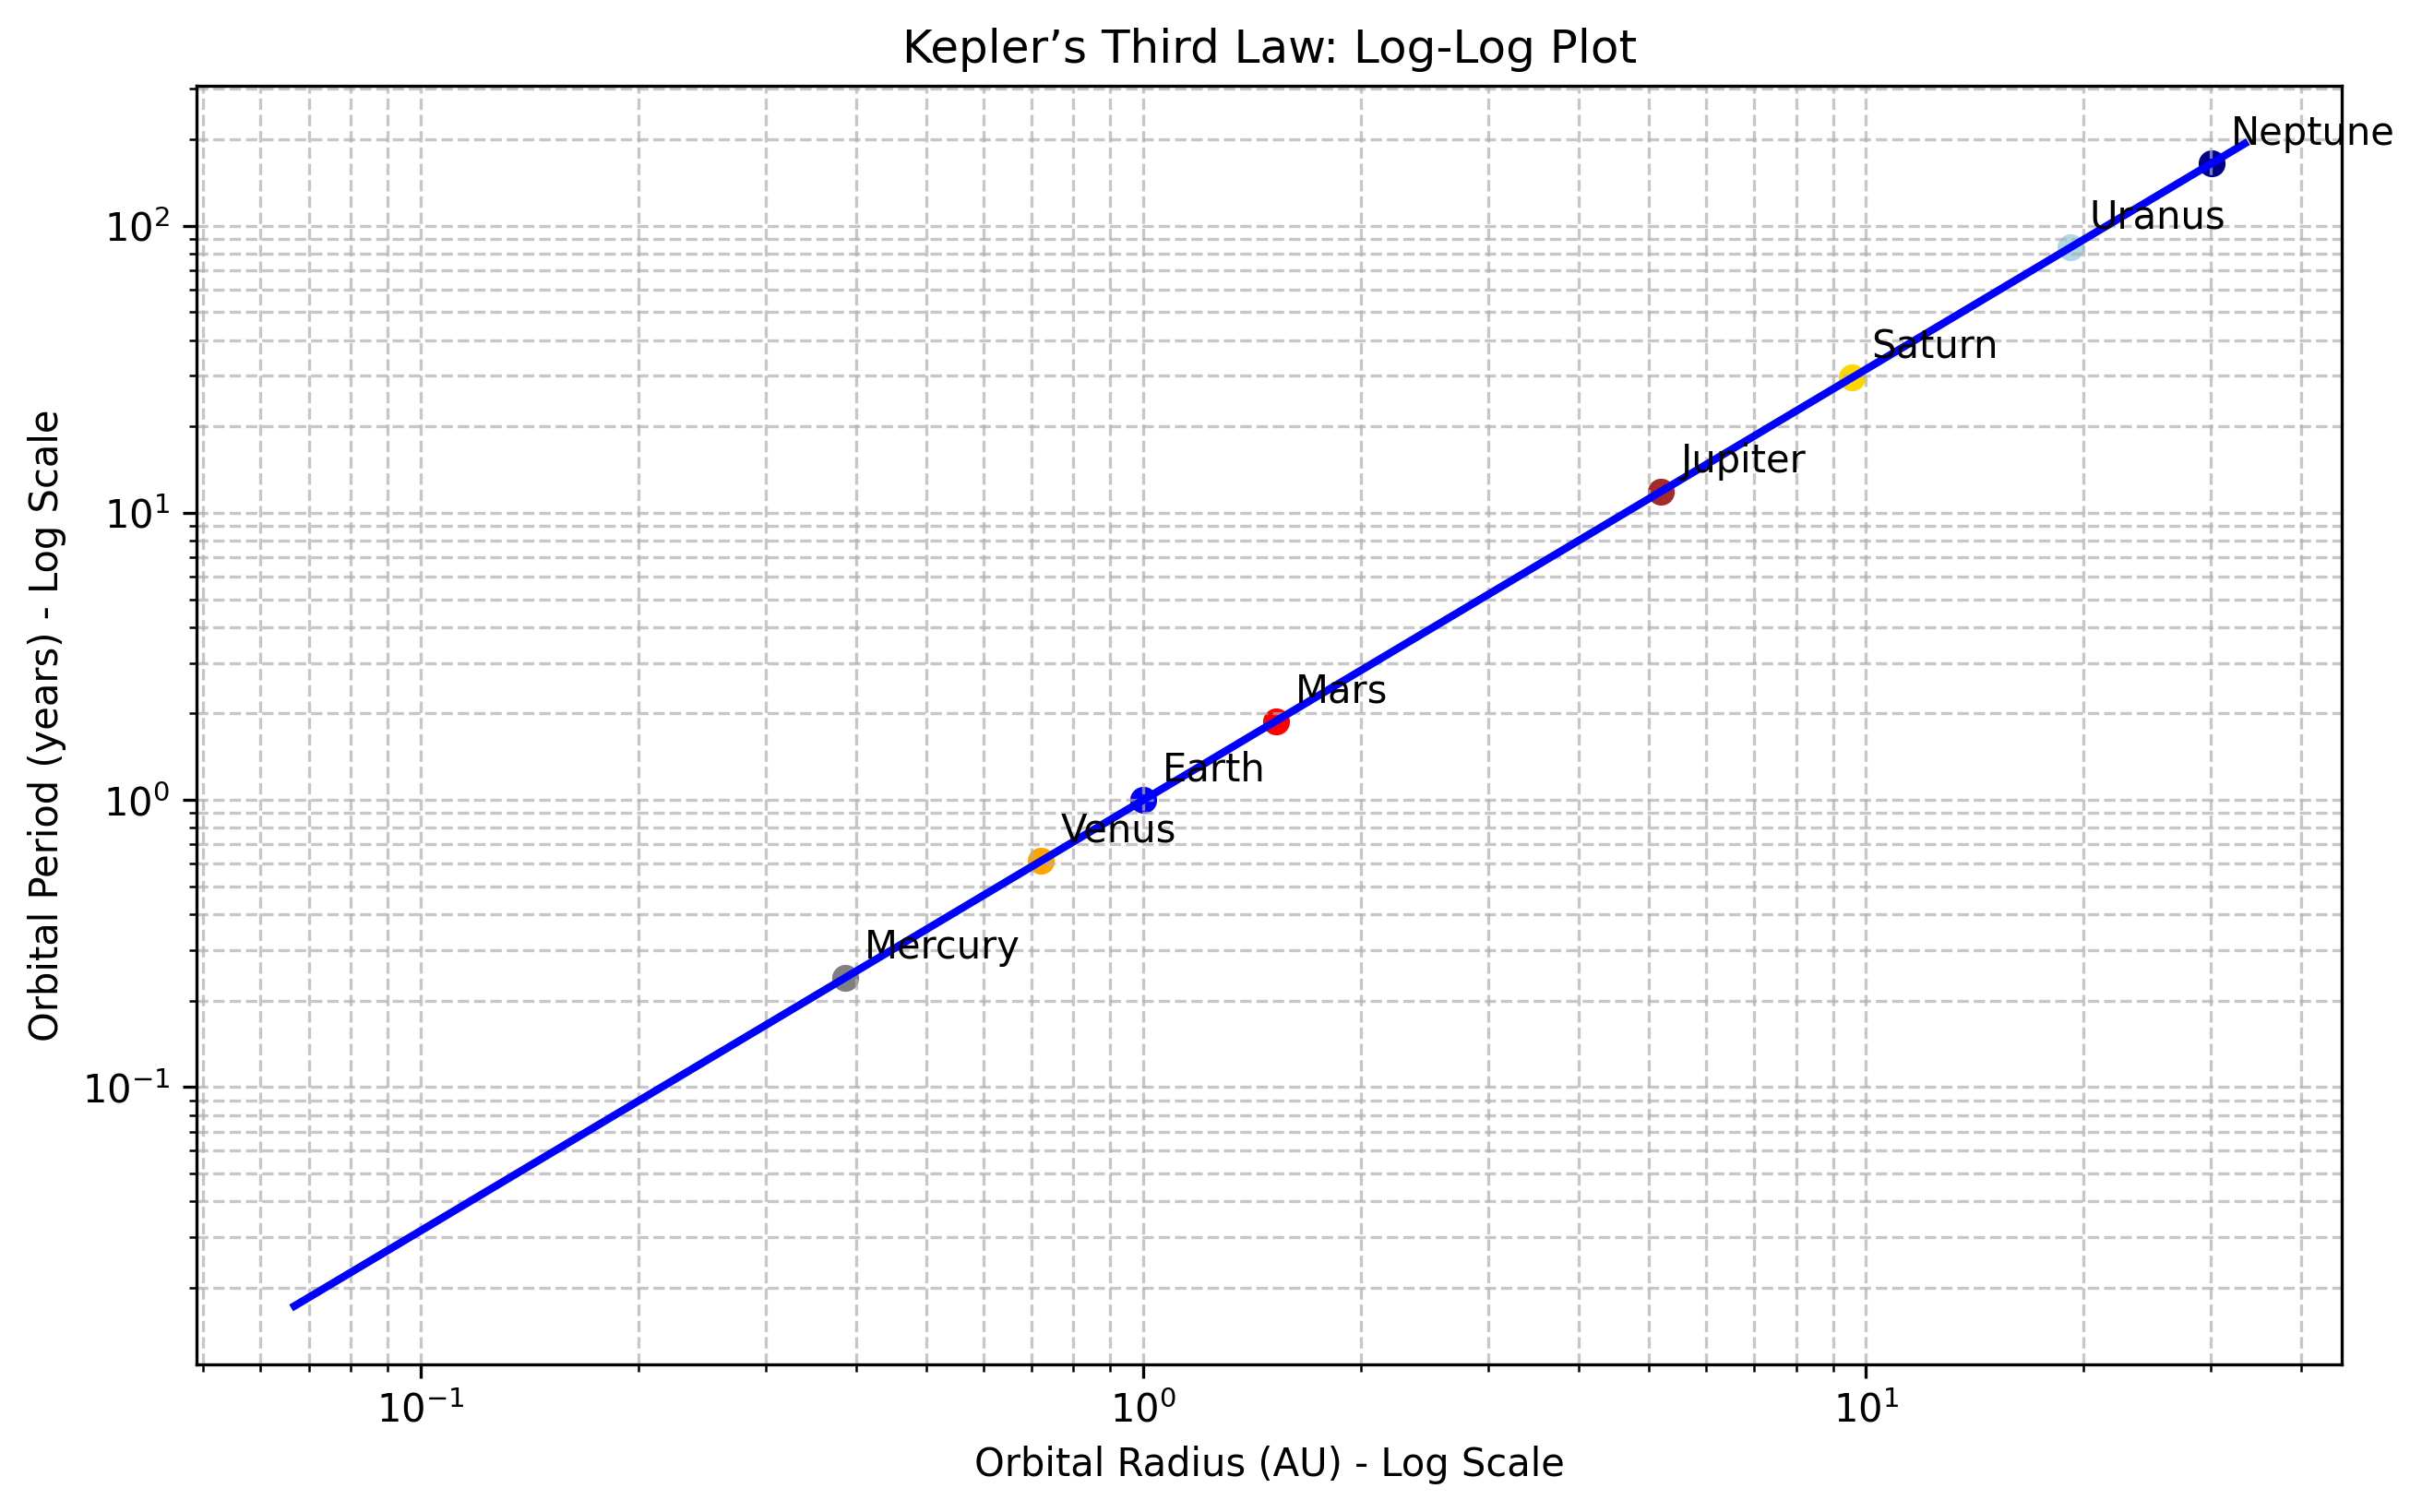 Kepler’s Third Law: Log-Log Plot
Neptune
Uranus
Saturn
Jupiter
Mars
Earth
Venus
Mercury
Orbital Period (years) - Log Scale
10²
10¹
10⁰
10⁻¹
10⁻¹ 10⁰ 10¹
Orbital Radius (AU) - Log Scale